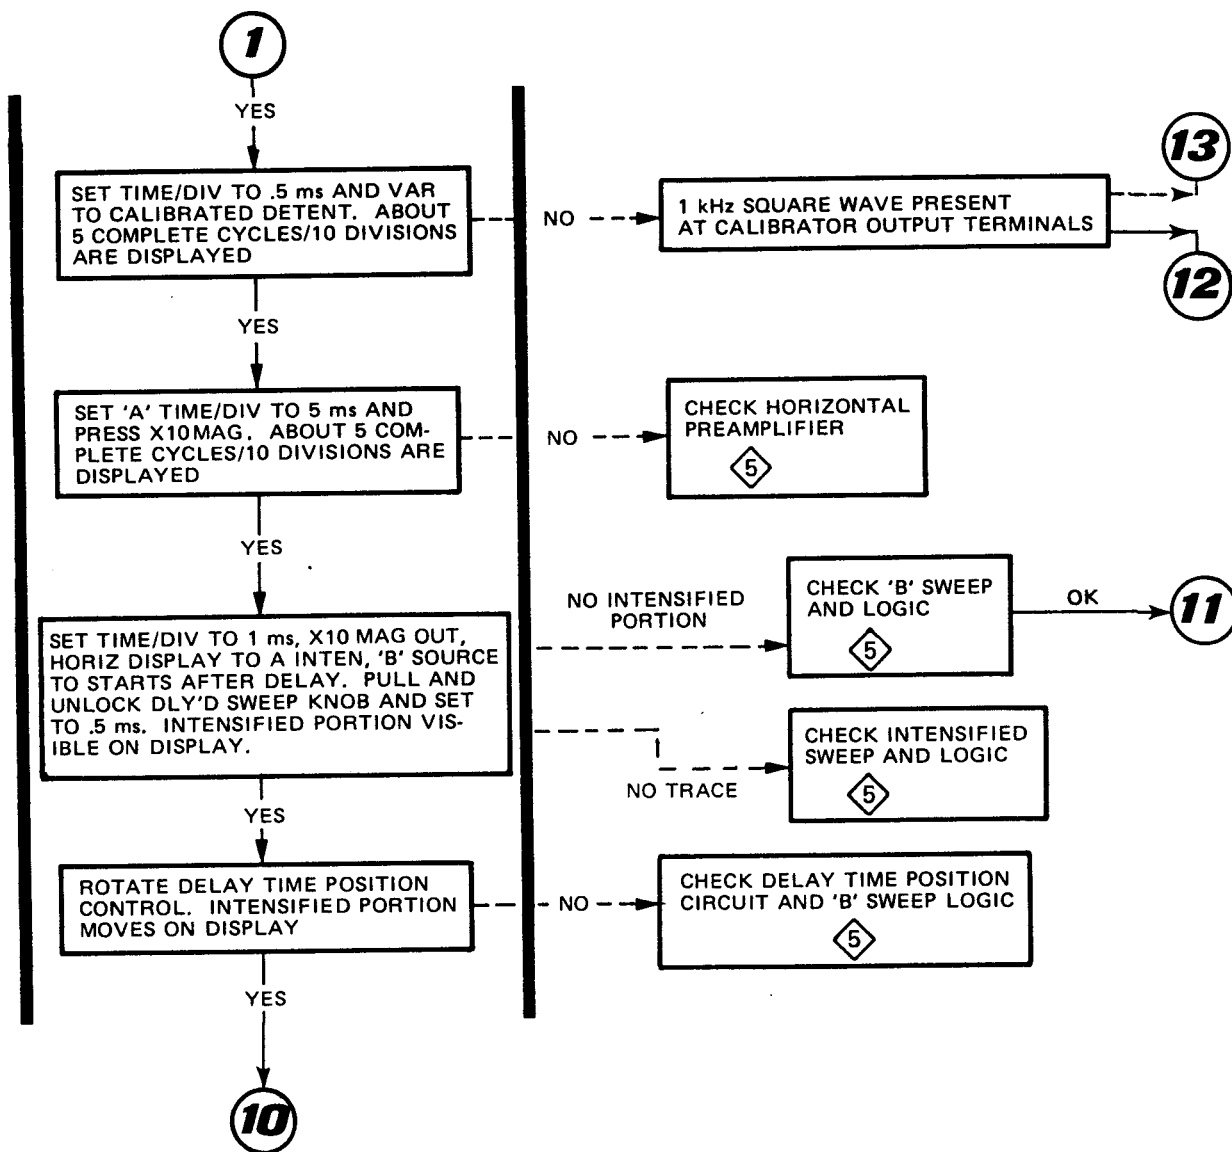 1
YES
SET TIME/DIV TO .5 ms AND VAR
TO CALIBRATED DETENT. ABOUT
5 COMPLETE CYCLES/10 DIVISIONS
ARE DISPLAYED
NO
1 kHz SQUARE WAVE PRESENT
AT CALIBRATOR OUTPUT TERMINALS
13
12
YES
SET 'A' TIME/DIV TO 5 ms AND
PRESS X10 MAG. ABOUT 5 COM-
PLETE CYCLES/10 DIVISIONS ARE
DISPLAYED
NO
CHECK HORIZONTAL
PREAMPLIFIER
5
YES
SET TIME/DIV TO 1 ms, X10 MAG OUT,
HORIZ DISPLAY TO A INTEN, 'B' SOURCE
TO STARTS AFTER DELAY. PULL AND
UNLOCK DLY'D SWEEP KNOB AND SET
TO .5 ms. INTENSIFIED PORTION VIS-
IBLE ON DISPLAY.
NO INTENSIFIED
PORTION
CHECK 'B' SWEEP
AND LOGIC
5
OK
11
NO TRACE
CHECK INTENSIFIED
SWEEP AND LOGIC
5
YES
ROTATE DELAY TIME POSITION
CONTROL. INTENSIFIED PORTION
MOVES ON DISPLAY
NO
CHECK DELAY TIME POSITION
CIRCUIT AND 'B' SWEEP LOGIC
5
YES
10